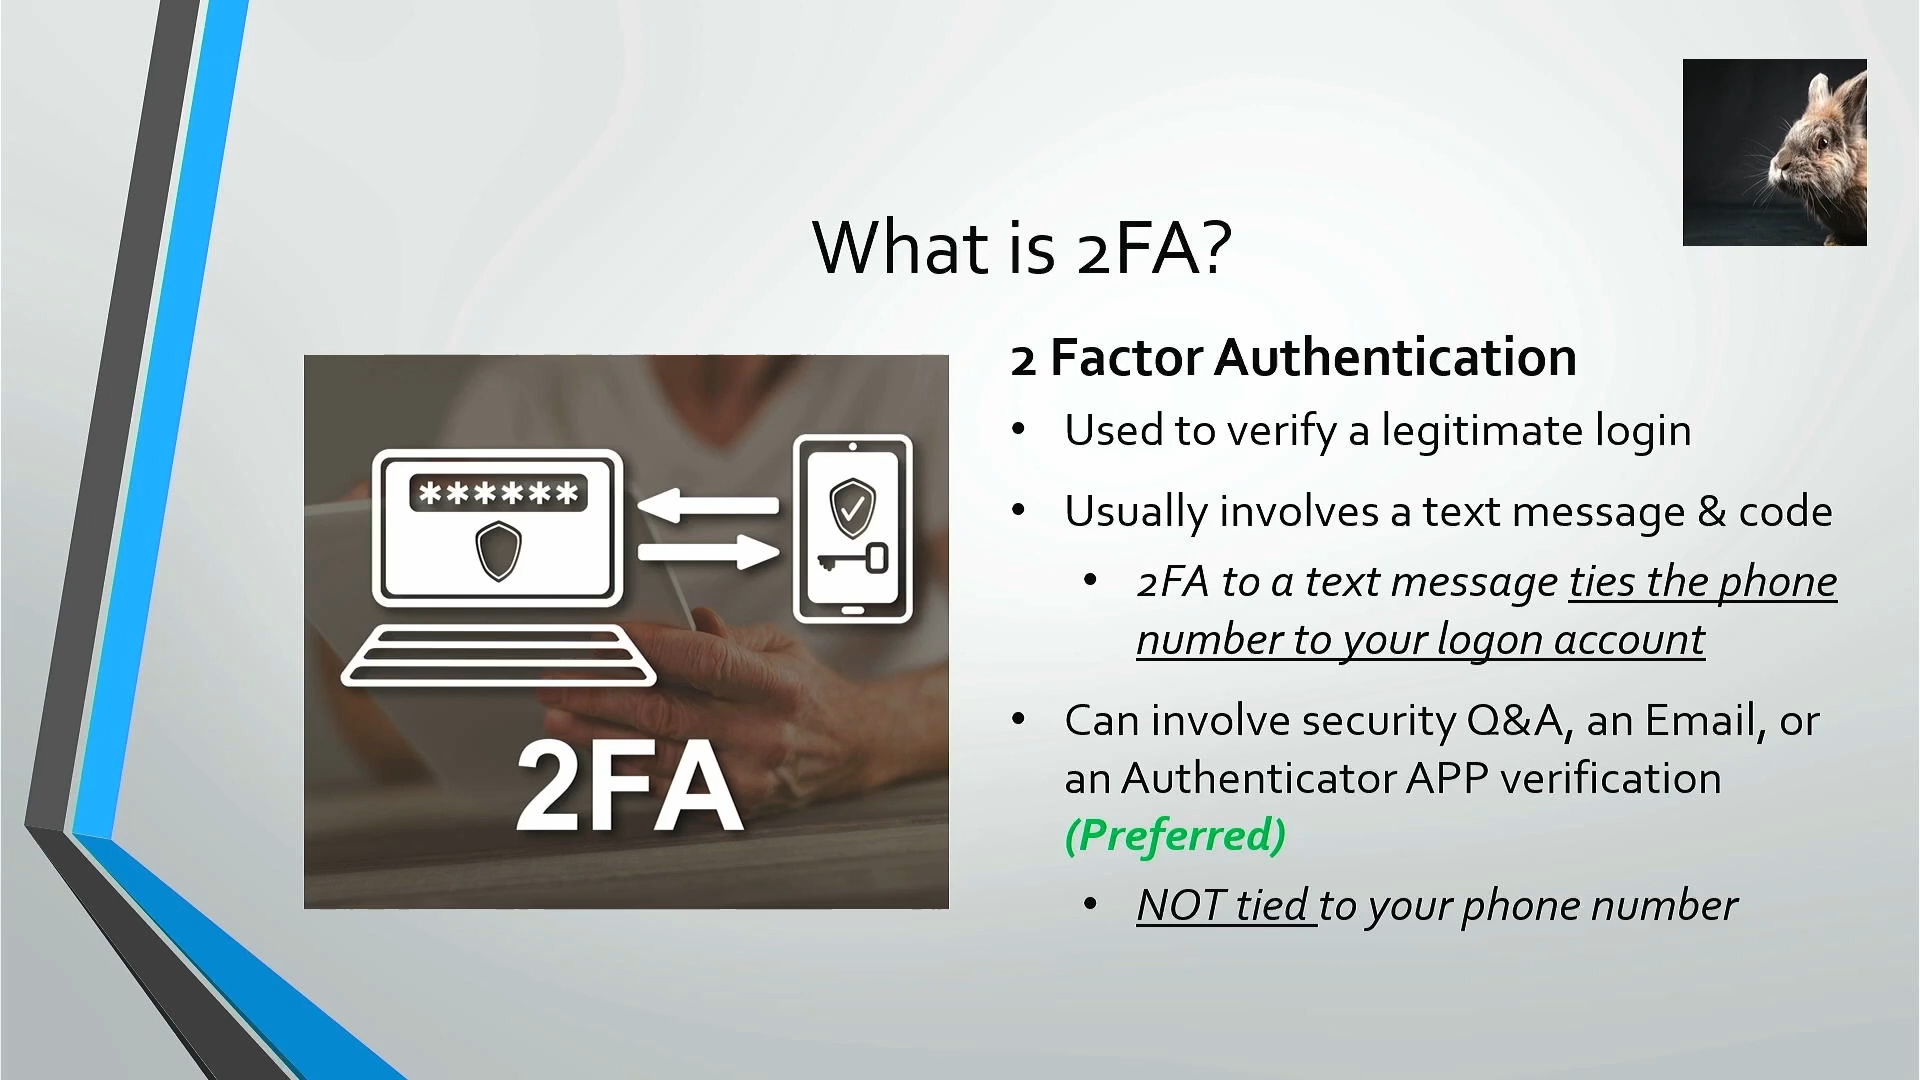 What is 2FA?
******
2FA
2 Factor Authentication
• Used to verify a legitimate login
• Usually involves a text message & code
• 2FA to a text message ties the phone
number to your logon account
• Can involve security Q&A, an Email, or
an Authenticator APP verification
(Preferred)
• NOT tied to your phone number